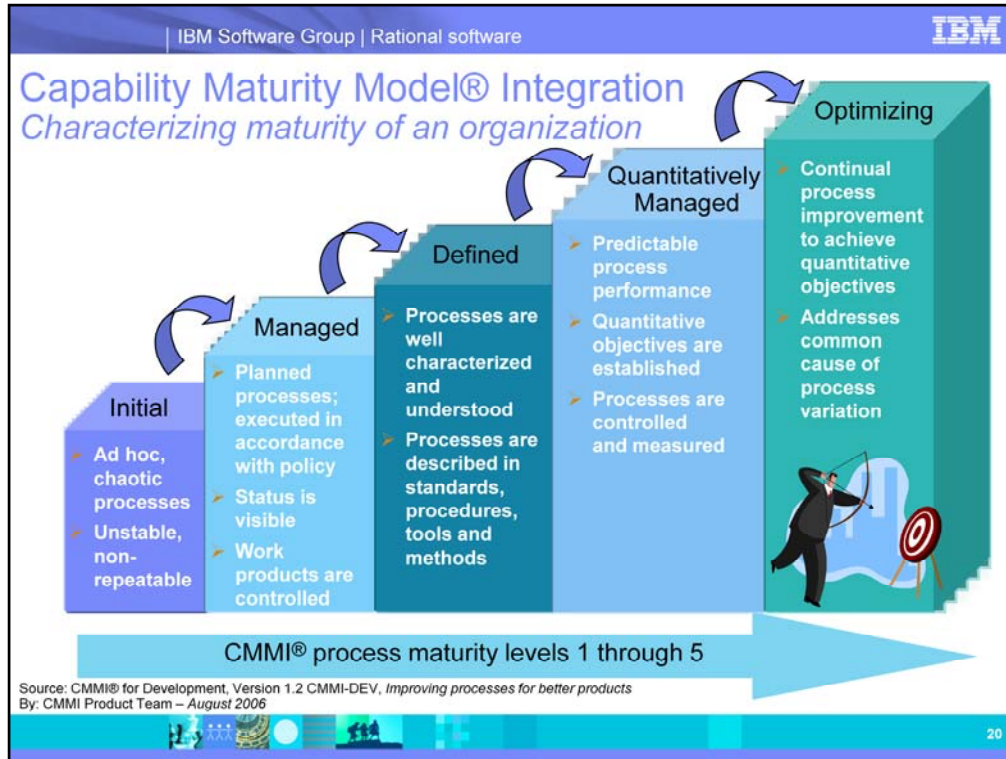 IBM Software Group | Rational software
IBM
Capability Maturity Model® Integration
Characterizing maturity of an organization
Initial
➢ Ad hoc,
chaotic
processes
➢ Unstable,
non-
repeatable
Managed
➢ Planned
processes;
executed in
accordance
with policy
➢ Status is
visible
➢ Work
products are
controlled
Defined
➢ Processes are
well
characterized
and
understood
➢ Processes are
described in
standards,
procedures,
tools and
methods
Quantitatively
Managed
➢ Predictable
process
performance
➢ Quantitative
objectives are
established
➢ Processes are
controlled
and measured
Optimizing
➢ Continual
process
improvement
to achieve
quantitative
objectives
➢ Addresses
common
cause of
process
variation
CMMI® process maturity levels 1 through 5
Source: CMMI® for Development, Version 1.2 CMMI-DEV, Improving processes for better products
By: CMMI Product Team – August 2006
20